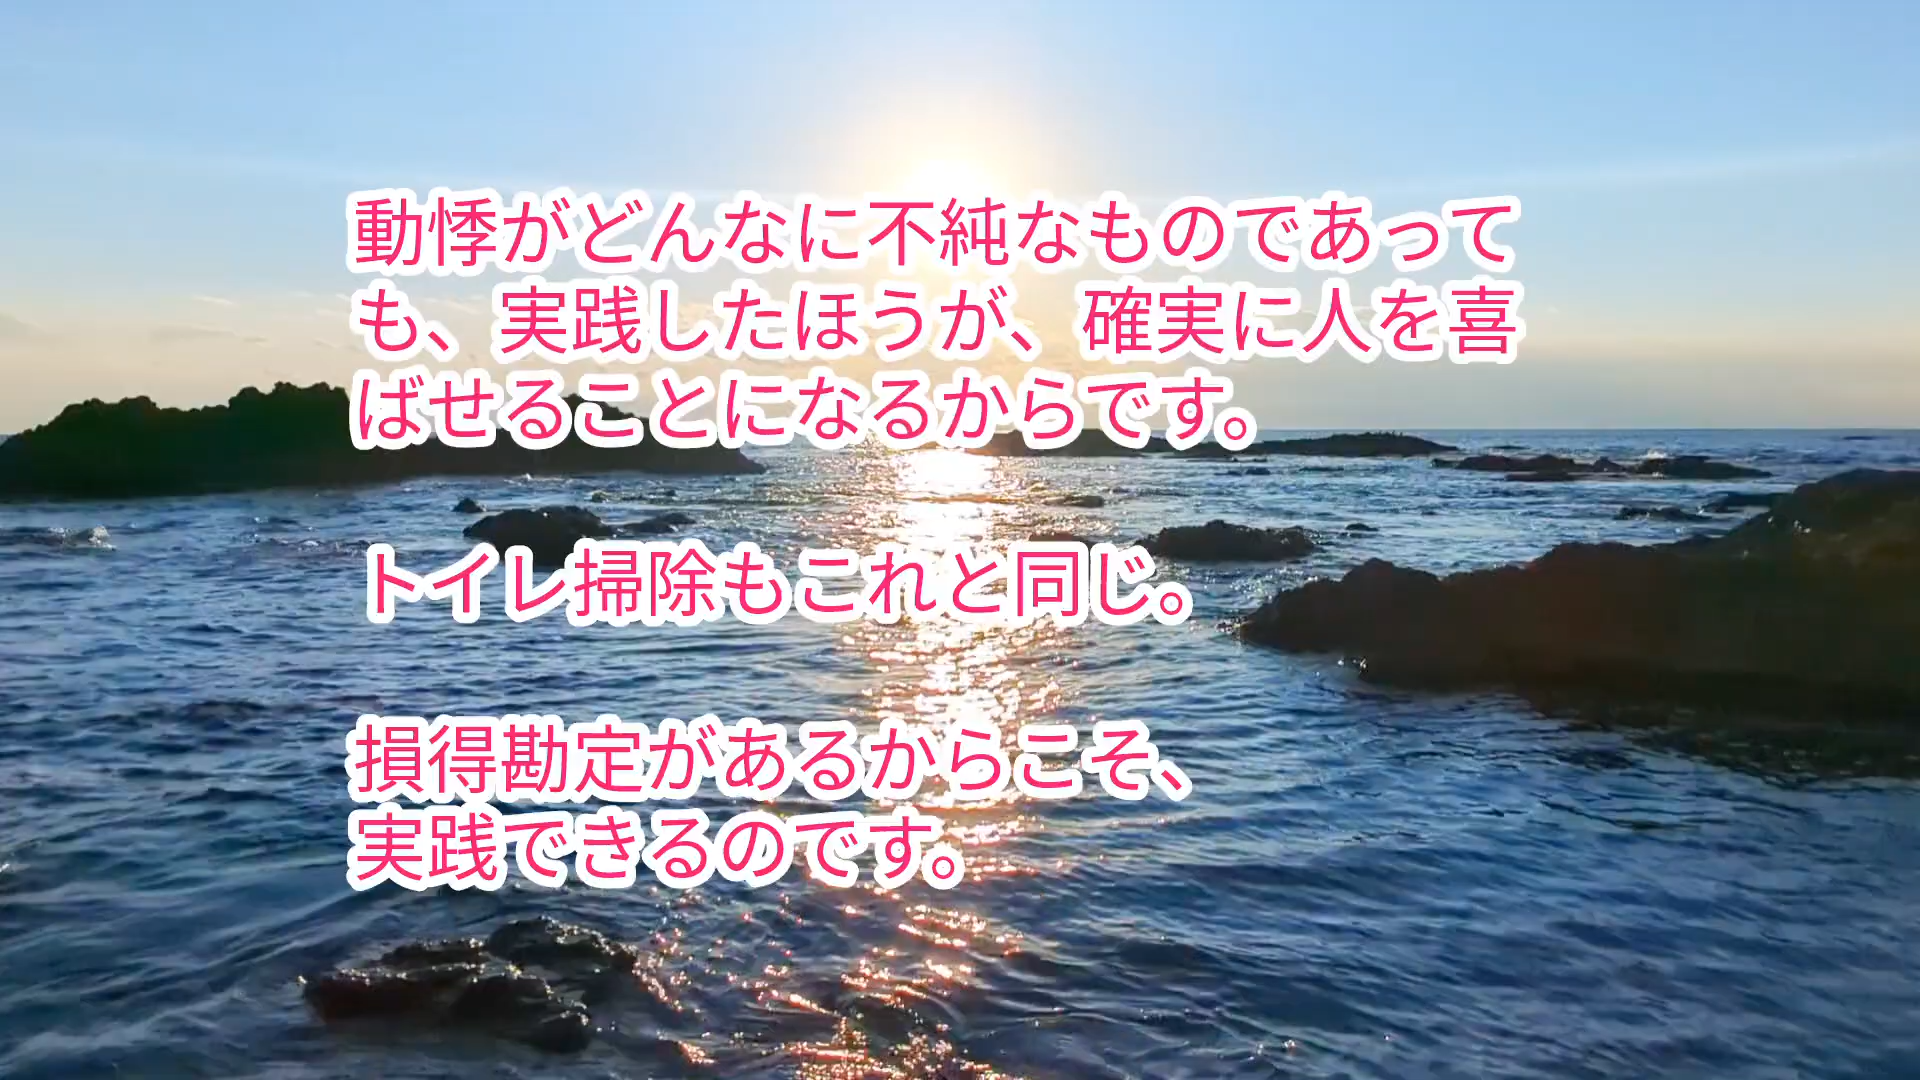 動悸がどんなに不純なものであって
も、実践したほうが、確実に人を喜
ばせることになるからです。
トイレ掃除もこれと同じ。
損得勘定があるからこそ、
実践できるのです。